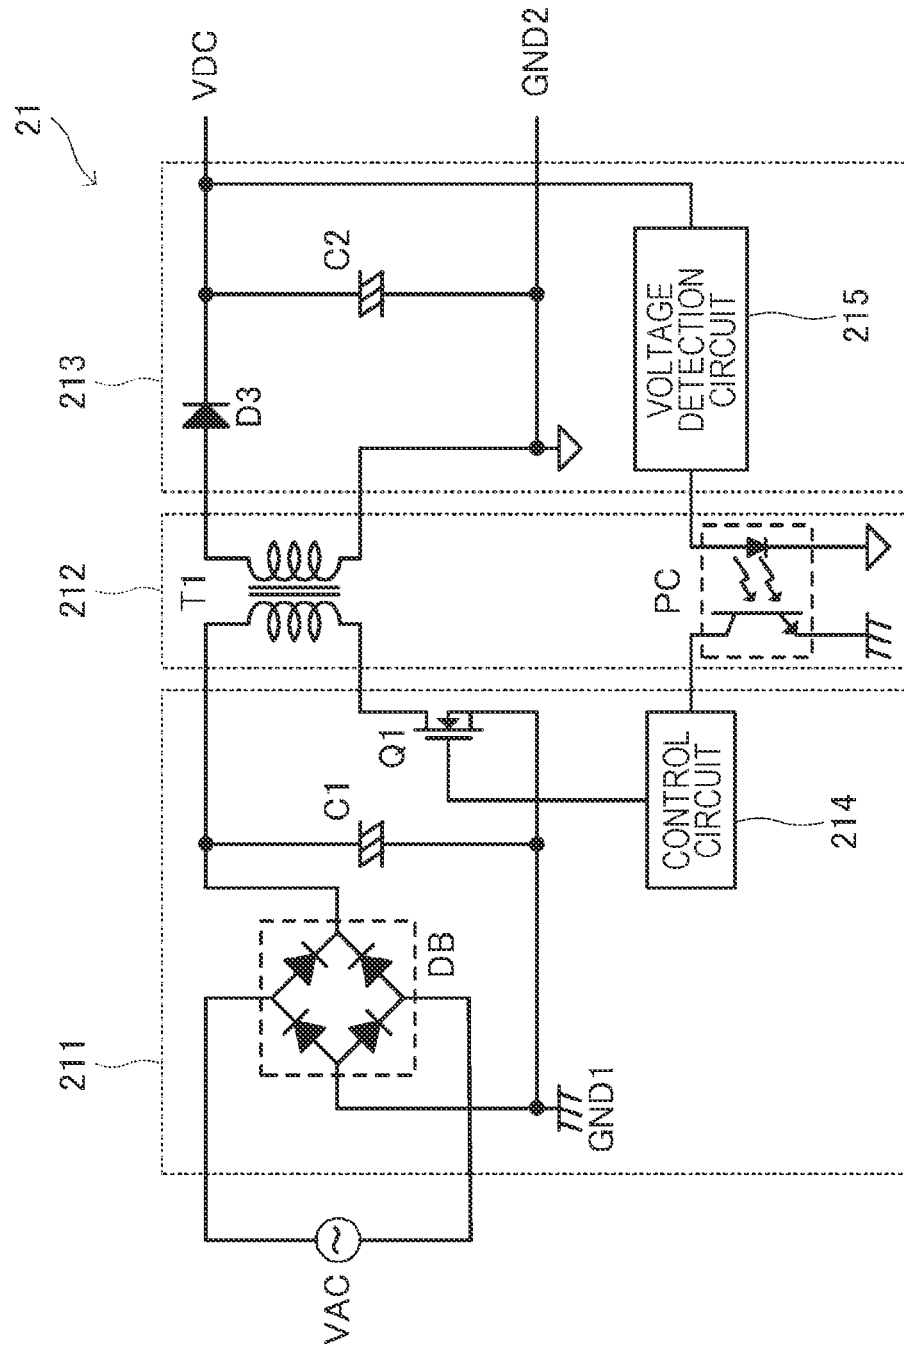 21
211
212
213
VAC
DB
C1
T1
Q1
D3
C2
VDC
GND1
GND2
CONTROL
CIRCUIT
214
PC
VOLTAGE
DETECTION
CIRCUIT
215